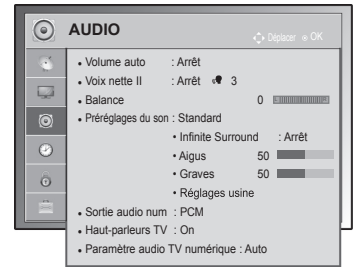 AUDIO
Déplacer OK
• Volume auto : Arrêt
• Voix nette II : Arrêt 3
• Balance 0
• Préréglages du son : Standard
• Infinite Surround : Arrêt
• Aigus 50
• Graves 50
• Réglages usine
• Sortie audio num : PCM
• Haut-parleurs TV : On
• Paramètre audio TV numérique : Auto